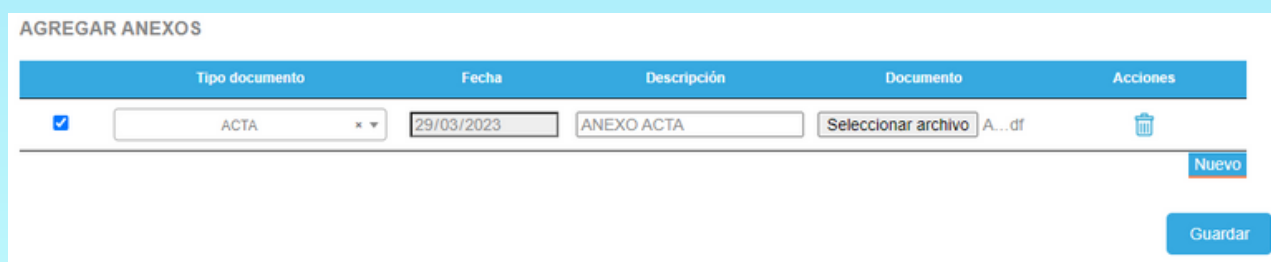 AGREGAR ANEXOS
Tipo documento Fecha Descripción Documento Acciones
ACTA × 29/03/2023 ANEXO ACTA Seleccionar archivo A...df
Nuevo
Guardar